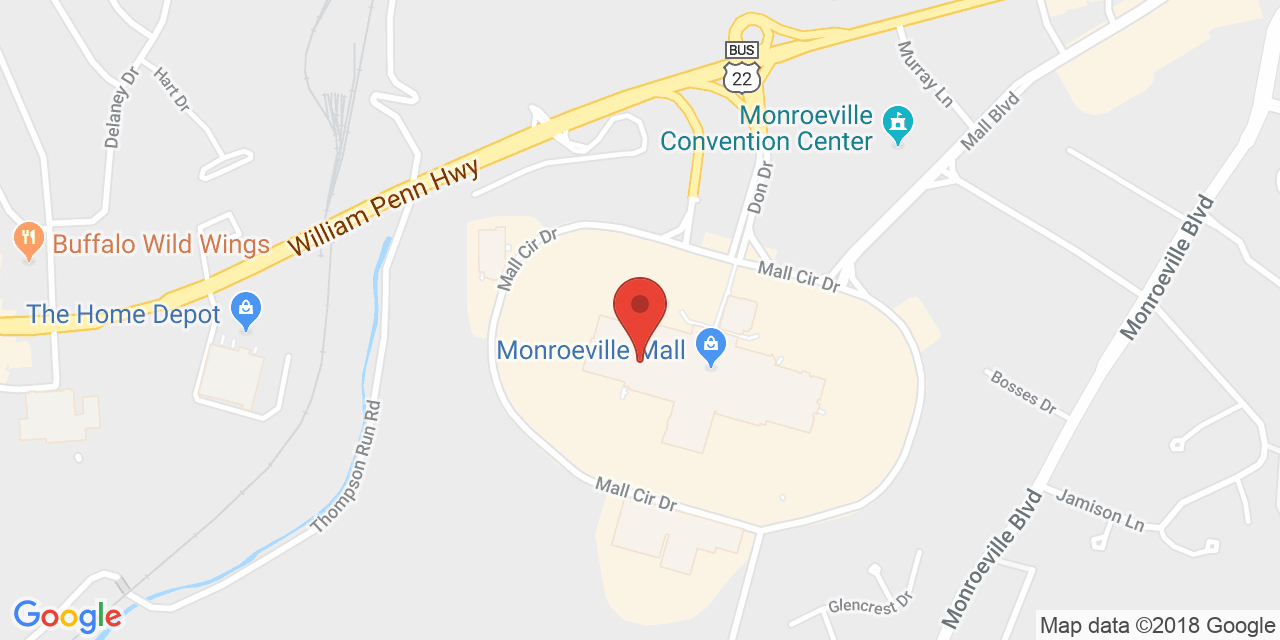 BUS
22
Murray Ln
Hart Dr
Delaney Dr
Monroeville
Convention Center
Mall Blvd
William Penn Hwy
Don Dr
Buffalo Wild Wings
Mall Cir Dr
Mall Cir Dr
Monroeville Blvd
The Home Depot
Monroeville Mall
Bosses Dr
Thompson Run Rd
Mall Cir Dr
Jamison Ln
Monroeville Blvd
Glencrest Dr
Google
Map data ©2018 Google